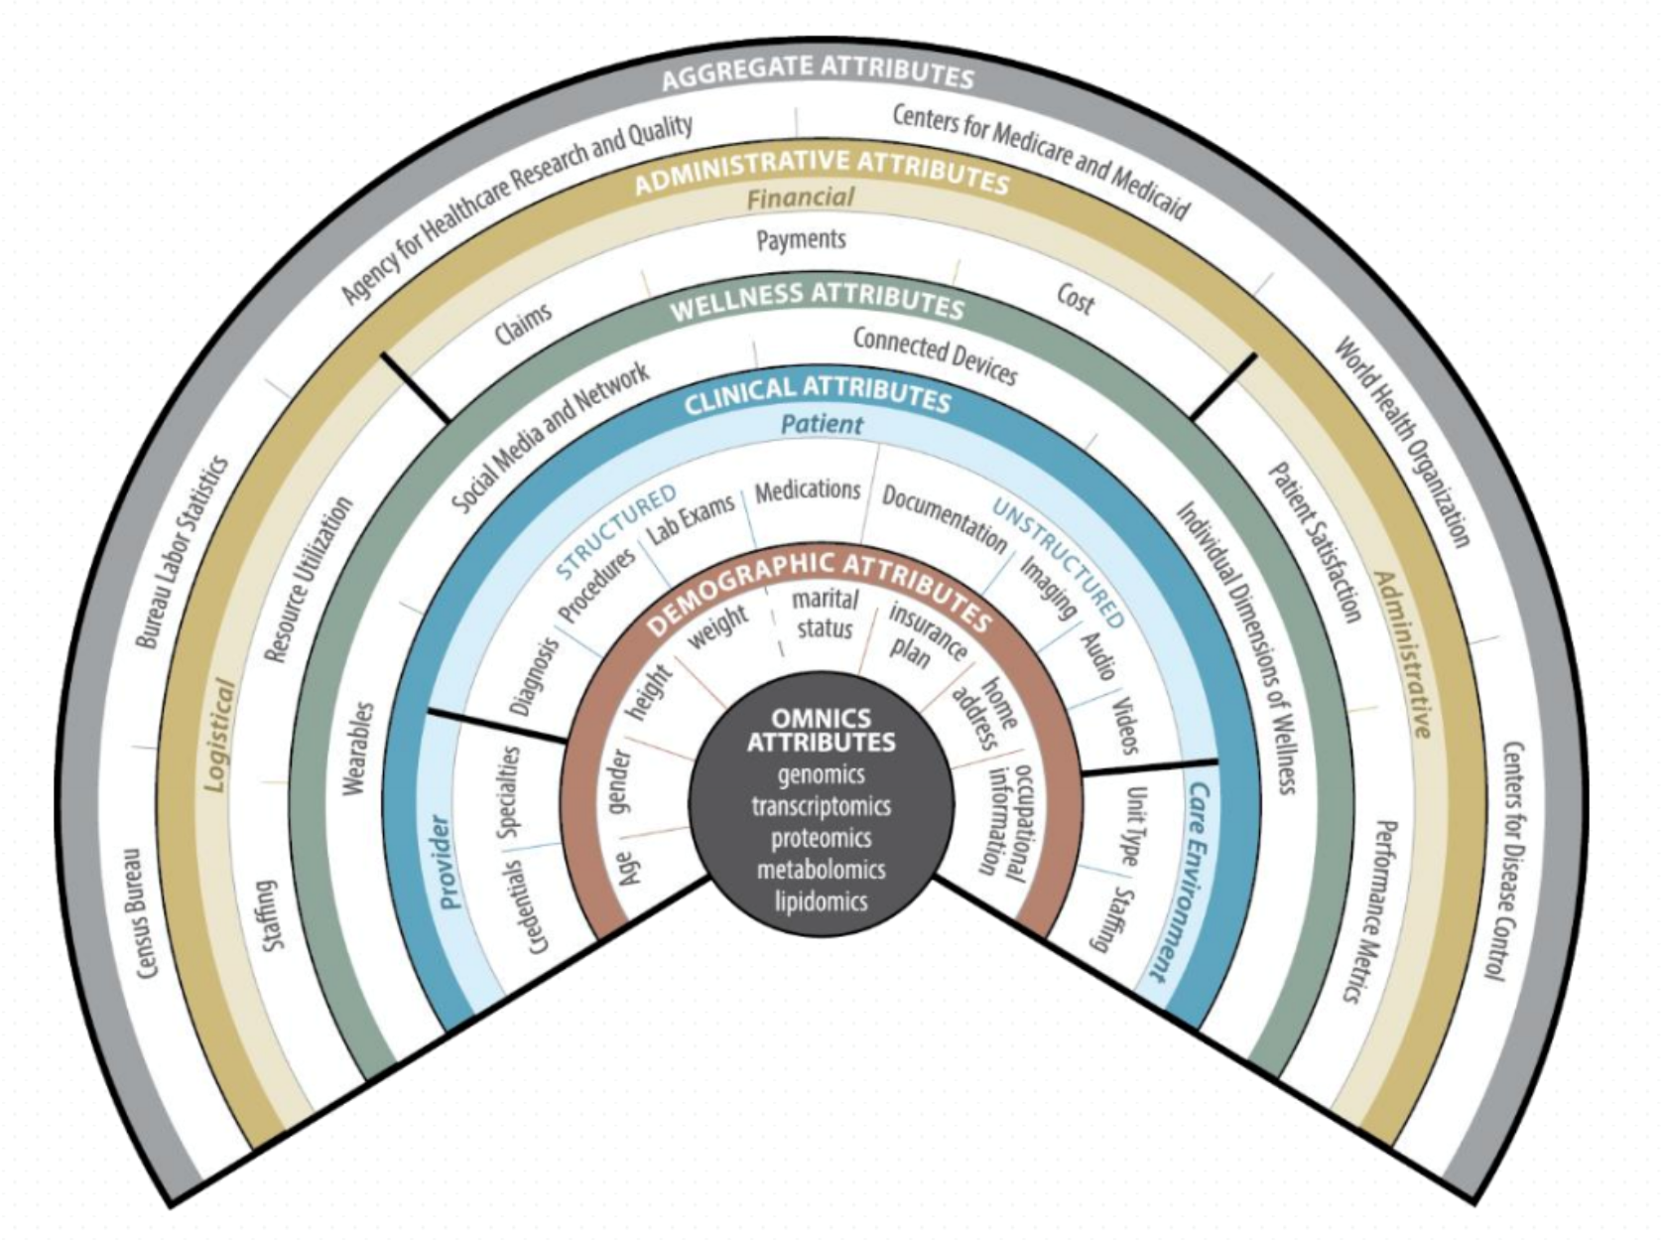 AGGREGATE ATTRIBUTES
Census Bureau
Bureau Labor Statistics
Agency for Healthcare Research and Quality
Centers for Medicare and Medicaid
World Health Organization
Centers for Disease Control
ADMINISTRATIVE ATTRIBUTES
Logistical
Financial
Administrative
Staffing
Resource Utilization
Claims
Payments
Cost
Patient Satisfaction
Performance Metrics
WELLNESS ATTRIBUTES
Wearables
Social Media and Network
Connected Devices
Individual Dimensions of Wellness
CLINICAL ATTRIBUTES
Provider
Patient
Care Environment
Credentials
Specialties
STRUCTURED
Diagnosis
Procedures
Lab Exams
Medications
UNSTRUCTURED
Documentation
Imaging
Audio
Videos
Unit Type
Staffing
DEMOGRAPHIC ATTRIBUTES
Age
gender
height
weight
marital
status
insurance
plan
home
address
occupational
information
OMNICS
ATTRIBUTES
genomics
transcriptomics
proteomics
metabolomics
lipidomics